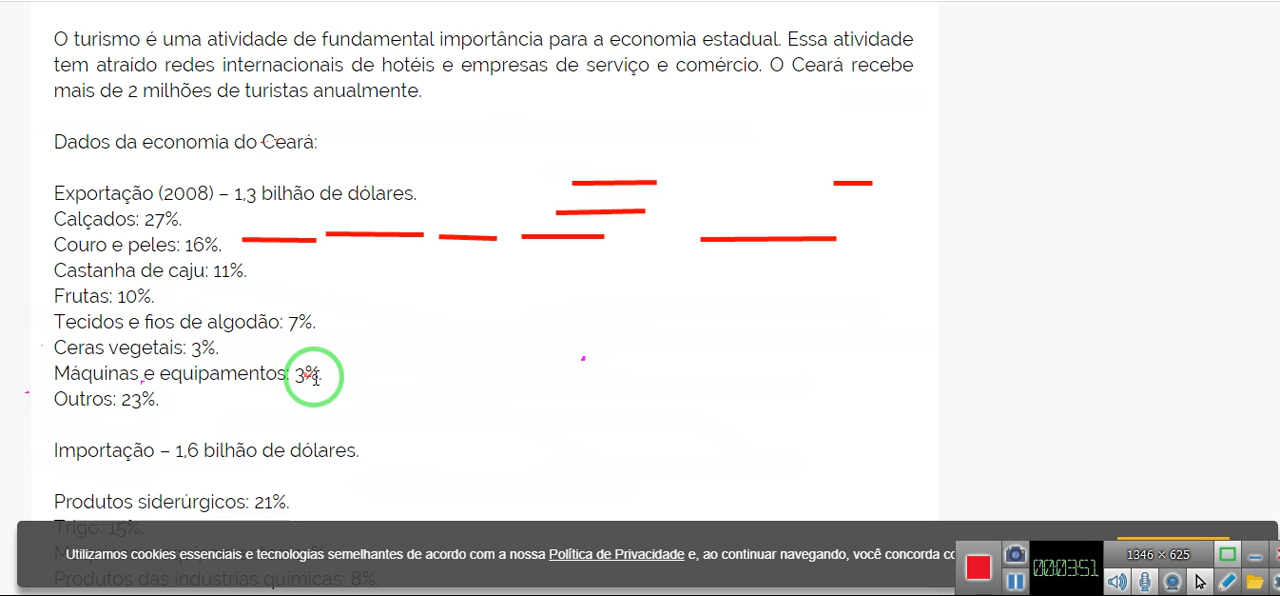 O turismo é uma atividade de fundamental importância para a economia estadual. Essa atividade
tem atraído redes internacionais de hotéis e empresas de serviço e comércio. O Ceará recebe
mais de 2 milhões de turistas anualmente.
Dados da economia do Ceará:
Exportação (2008) – 1,3 bilhão de dólares.
Calçados: 27%.
Couro e peles: 16%.
Castanha de caju: 11%.
Frutas: 10%.
Tecidos e fios de algodão: 7%.
Ceras vegetais: 3%.
Máquinas e equipamentos: 3%.
Outros: 23%.
Importação – 1,6 bilhão de dólares.
Produtos siderúrgicos: 21%.
Trigo: 15%.
Utilizamos cookies essenciais e tecnologias semelhantes de acordo com a nossa Política de Privacidade e, ao continuar navegando, você concorda
Produtos das indústrias químicas: 8%.
1346 × 625
000351